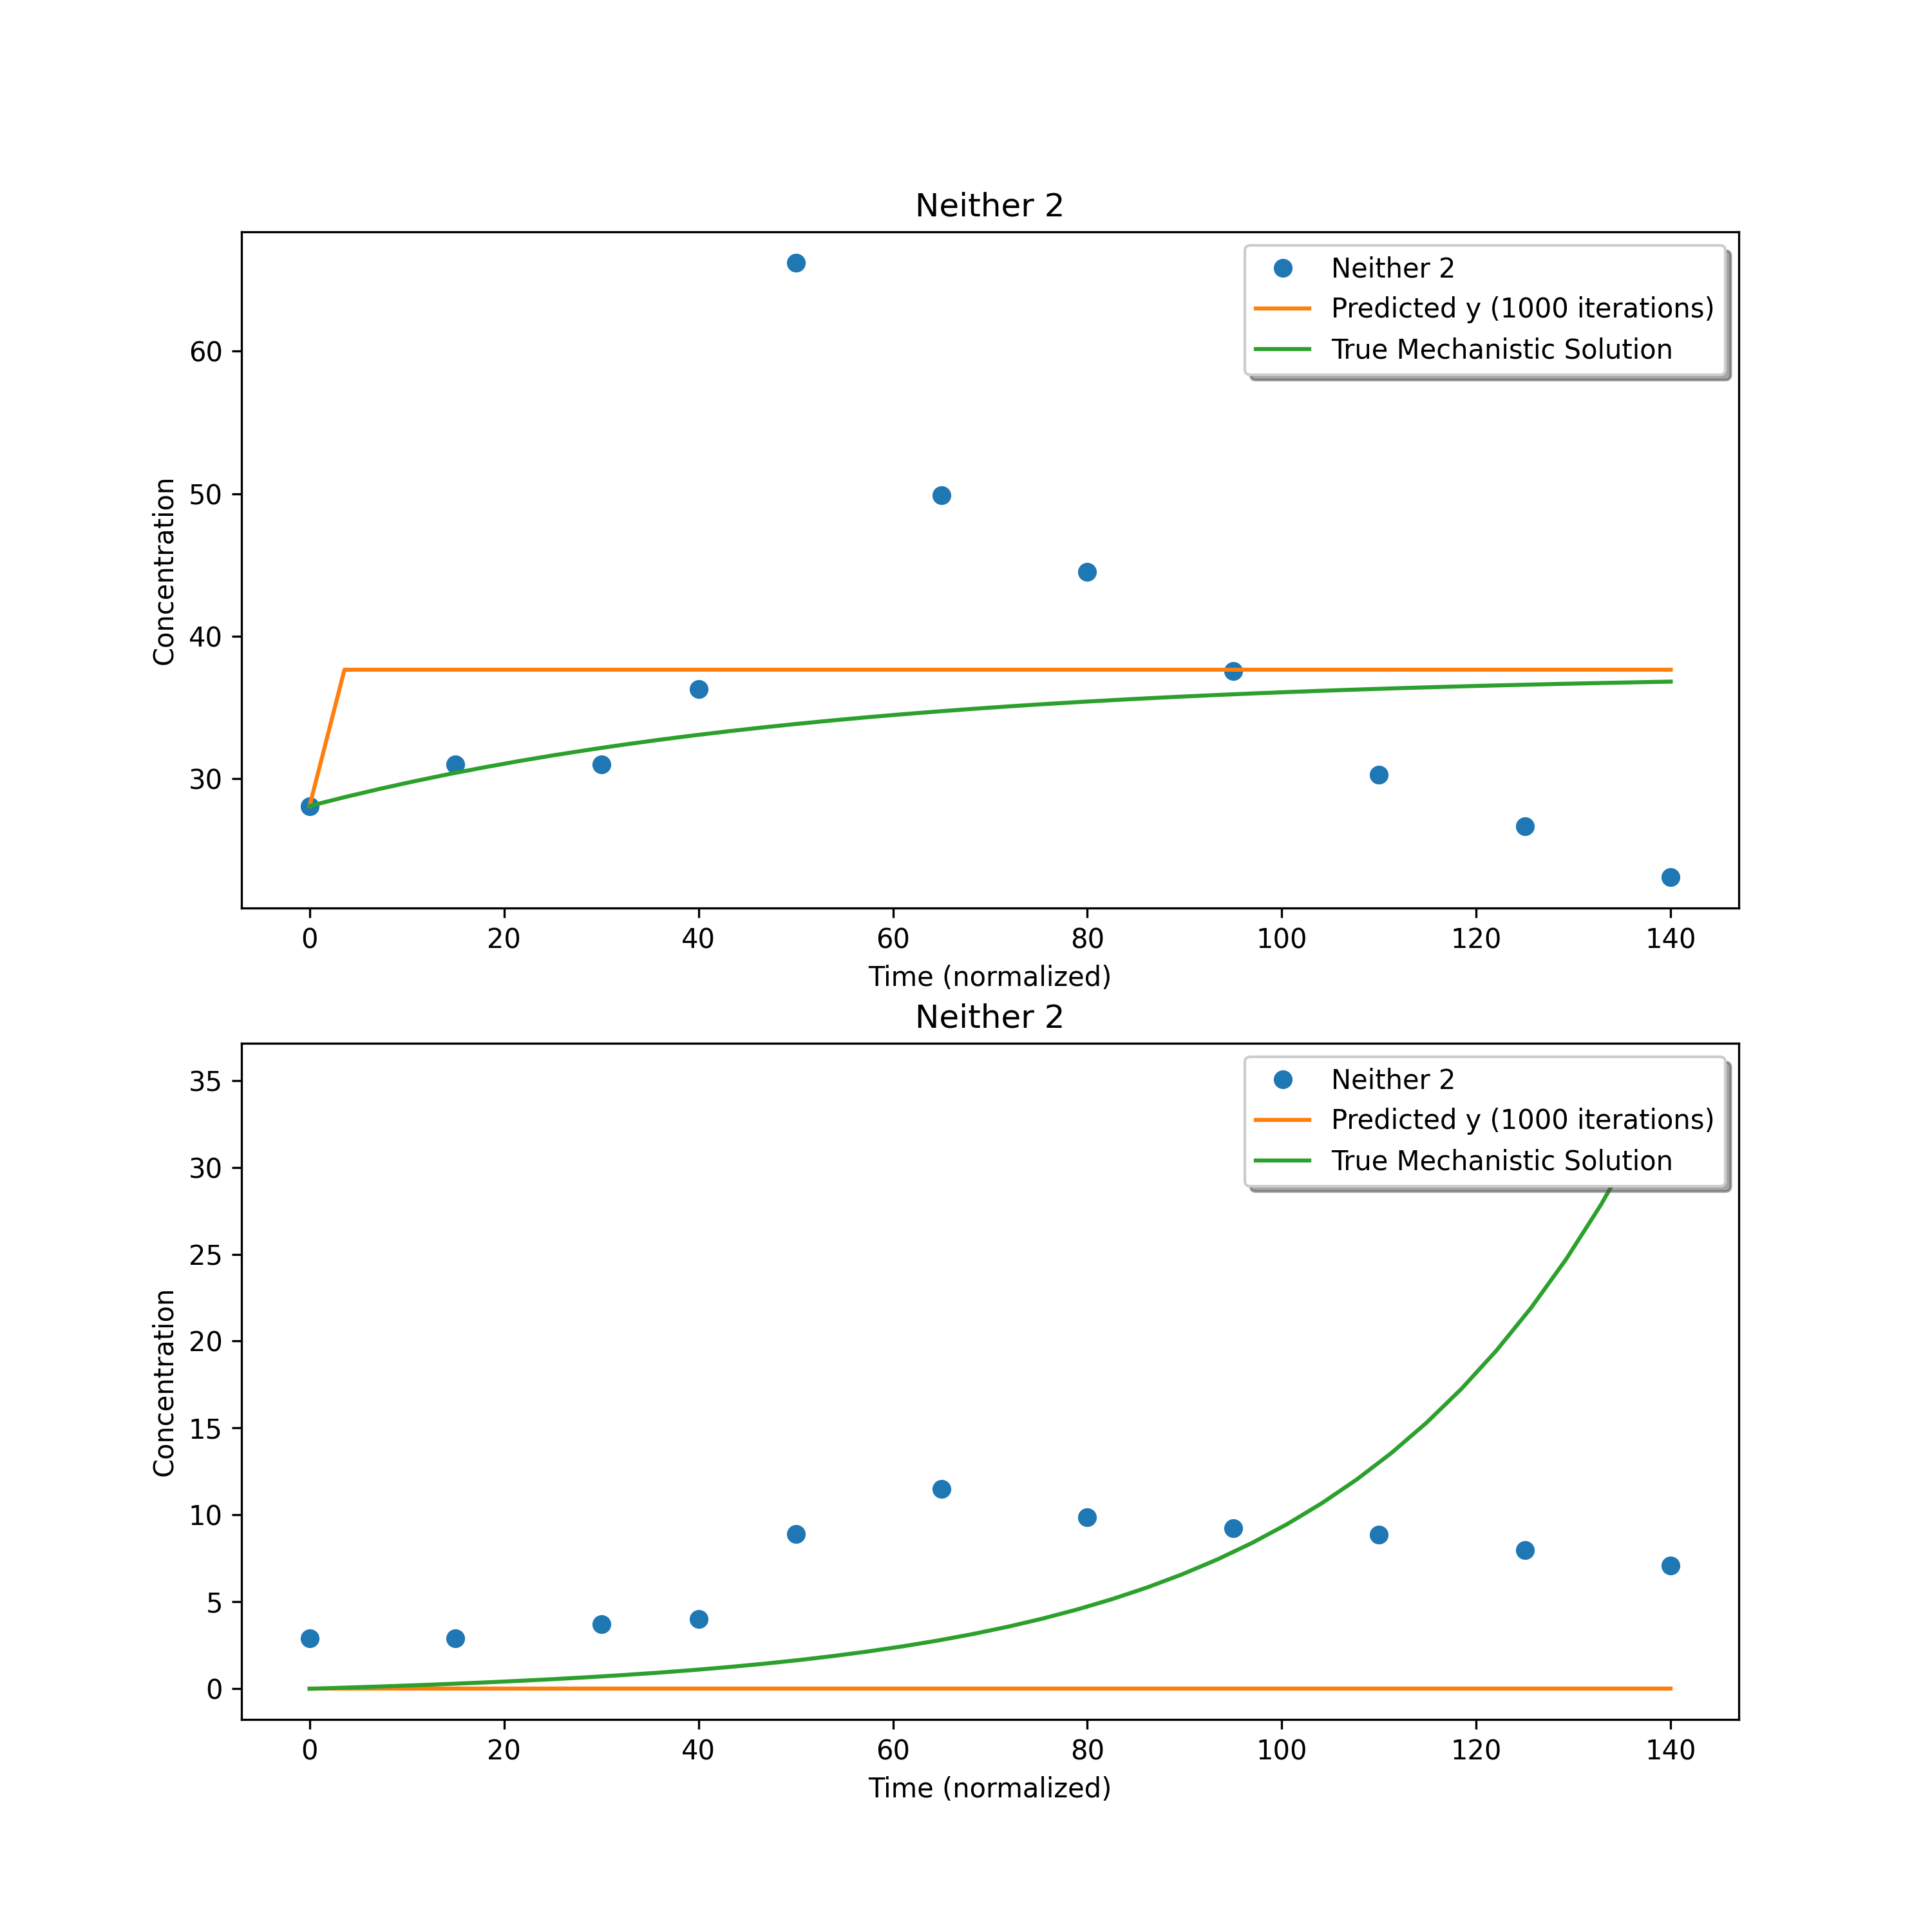 Neither 2
Neither 2
Predicted y (1000 iterations)
True Mechanistic Solution
60
50
40
30
Concentration
0 20 40 60 80 100 120 140
Time (normalized)
Neither 2
Neither 2
Predicted y (1000 iterations)
True Mechanistic Solution
35
30
25
20
15
10
5
0
Concentration
0 20 40 60 80 100 120 140
Time (normalized)